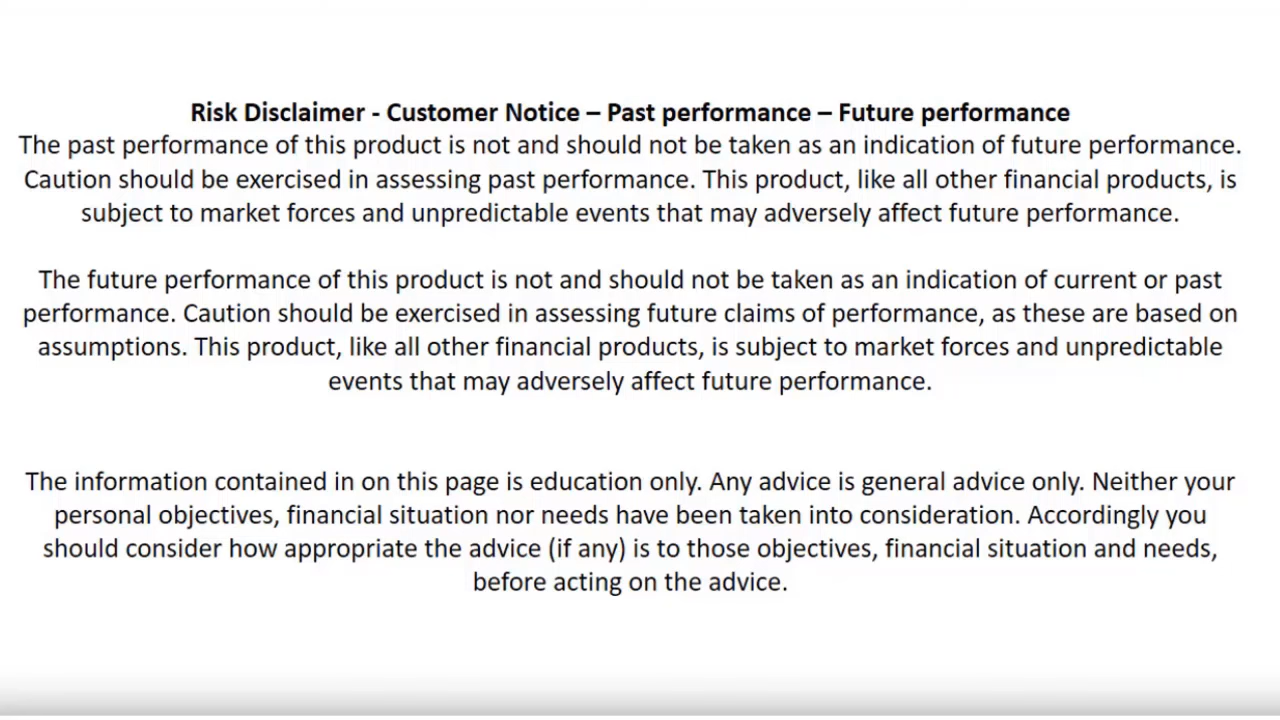 Risk Disclaimer - Customer Notice – Past performance – Future performance
The past performance of this product is not and should not be taken as an indication of future performance.
Caution should be exercised in assessing past performance. This product, like all other financial products, is
subject to market forces and unpredictable events that may adversely affect future performance.
The future performance of this product is not and should not be taken as an indication of current or past
performance. Caution should be exercised in assessing future claims of performance, as these are based on
assumptions. This product, like all other financial products, is subject to market forces and unpredictable
events that may adversely affect future performance.
The information contained in on this page is education only. Any advice is general advice only. Neither your
personal objectives, financial situation nor needs have been taken into consideration. Accordingly you
should consider how appropriate the advice (if any) is to those objectives, financial situation and needs,
before acting on the advice.